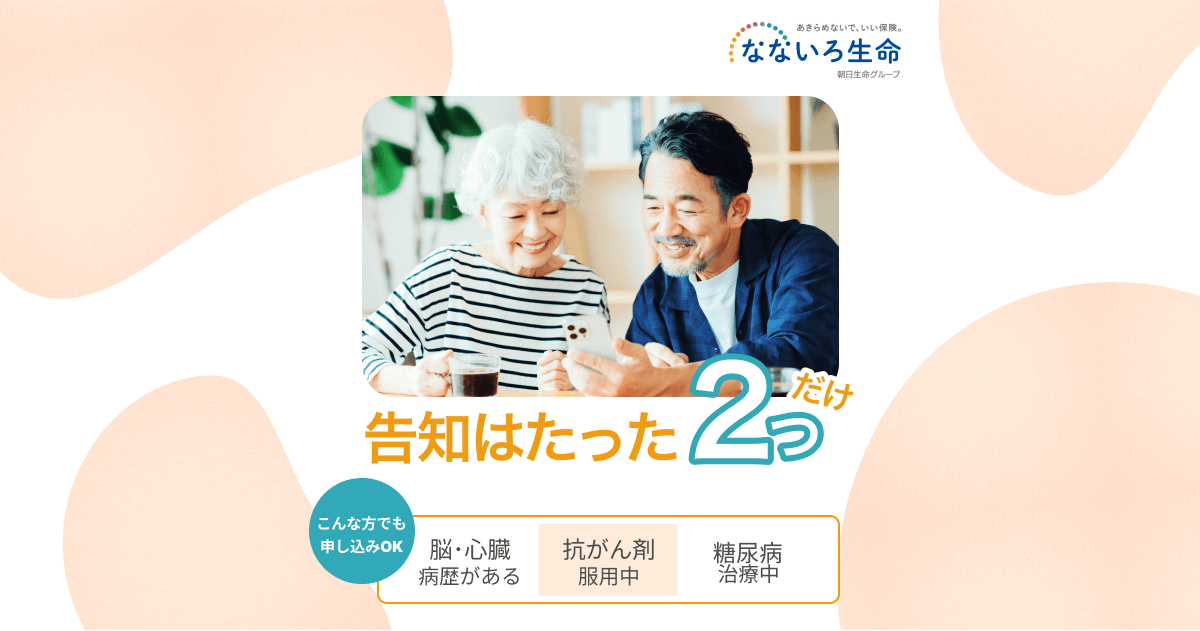 あきらめないで、いい保険。
なないろ生命
朝日生命グループ
告知はたった2つだけ
こんな方でも
申し込みOK
脳・心臓
病歴がある
抗がん剤
服用中
糖尿病
治療中